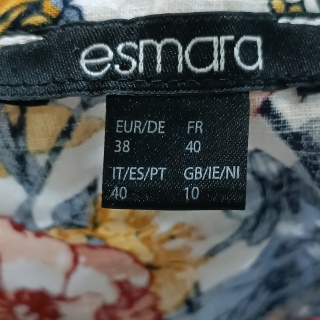 esmara
EUR/DE FR
38 40
IT/ES/PT GB/IE/NI
40 10